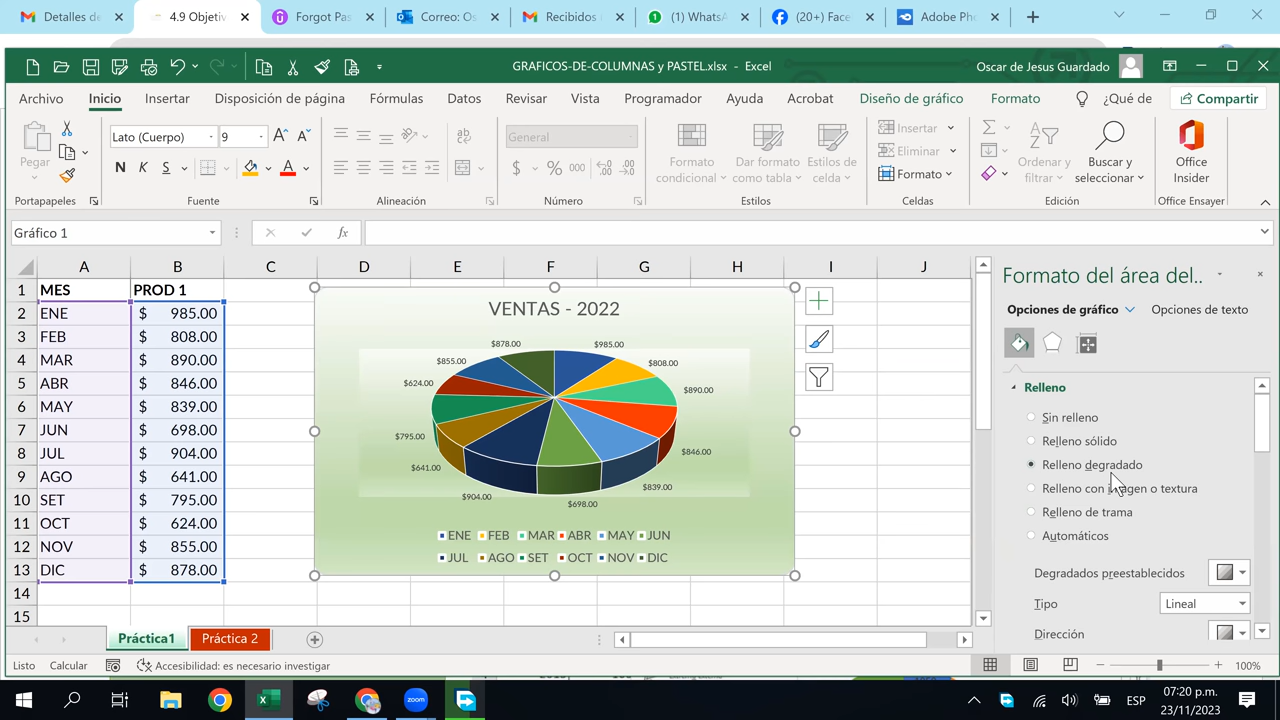 Detalles de
4.9 Objetiv
Forgot Pas
Correo: Os
Recibidos
(1) WhatsA
(20+) Face
Adobe Phe
GRAFICOS-DE-COLUMNAS y PASTEL.xlsx - Excel
Oscar de Jesus Guardado
Archivo Inicio Insertar Disposición de página Fórmulas Datos Revisar Vista Programador Ayuda Acrobat Diseño de gráfico Formato ¿Qué de Compartir
Pegar
Lato (Cuerpo) 9
N K S
General
$ % 000
Formato condicional
Dar formato como tabla
Estilos de celda
Insertar
Eliminar
Formato
Ordenar y filtrar
Buscar y seleccionar
Office Insider
Portapapeles Fuente Alineación Número Estilos Celdas Edición Office Ensayer
Gráfico 1 fx
A B C D E F G H I J
1 MES PROD 1
2 ENE $ 985.00
3 FEB $ 808.00
4 MAR $ 890.00
5 ABR $ 846.00
6 MAY $ 839.00
7 JUN $ 698.00
8 JUL $ 904.00
9 AGO $ 641.00
10 SET $ 795.00
11 OCT $ 624.00
12 NOV $ 855.00
13 DIC $ 878.00
14
15
VENTAS - 2022
$985.00
$808.00
$890.00
$846.00
$839.00
$698.00
$904.00
$641.00
$795.00
$624.00
$855.00
$878.00
ENE FEB MAR ABR MAY JUN
JUL AGO SET OCT NOV DIC
Formato del área del..
Opciones de gráfico Opciones de texto
Relleno
Sin relleno
Relleno sólido
Relleno degradado
Relleno con imagen o textura
Relleno de trama
Automáticos
Degradados preestablecidos
Tipo Lineal
Dirección
Práctica1 Práctica 2
Listo Calcular Accesibilidad: es necesario investigar 100%
zoom
ESP
07:20 p.m.
23/11/2023